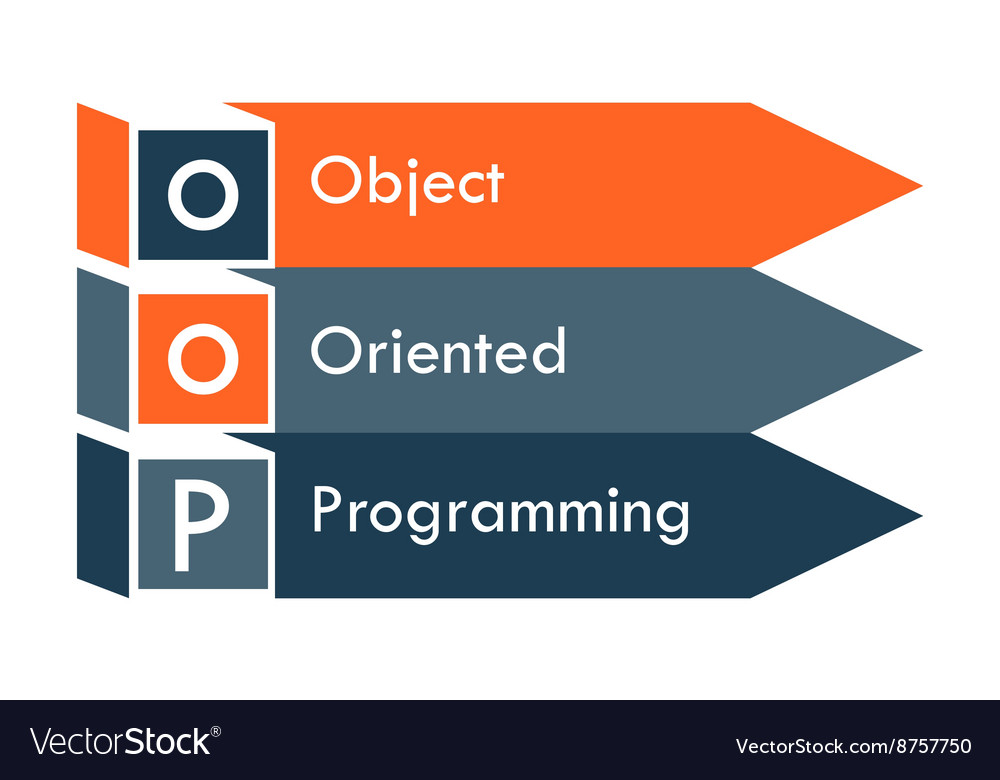 O Object
O Oriented
P Programming
VectorStock® VectorStock.com/8757750